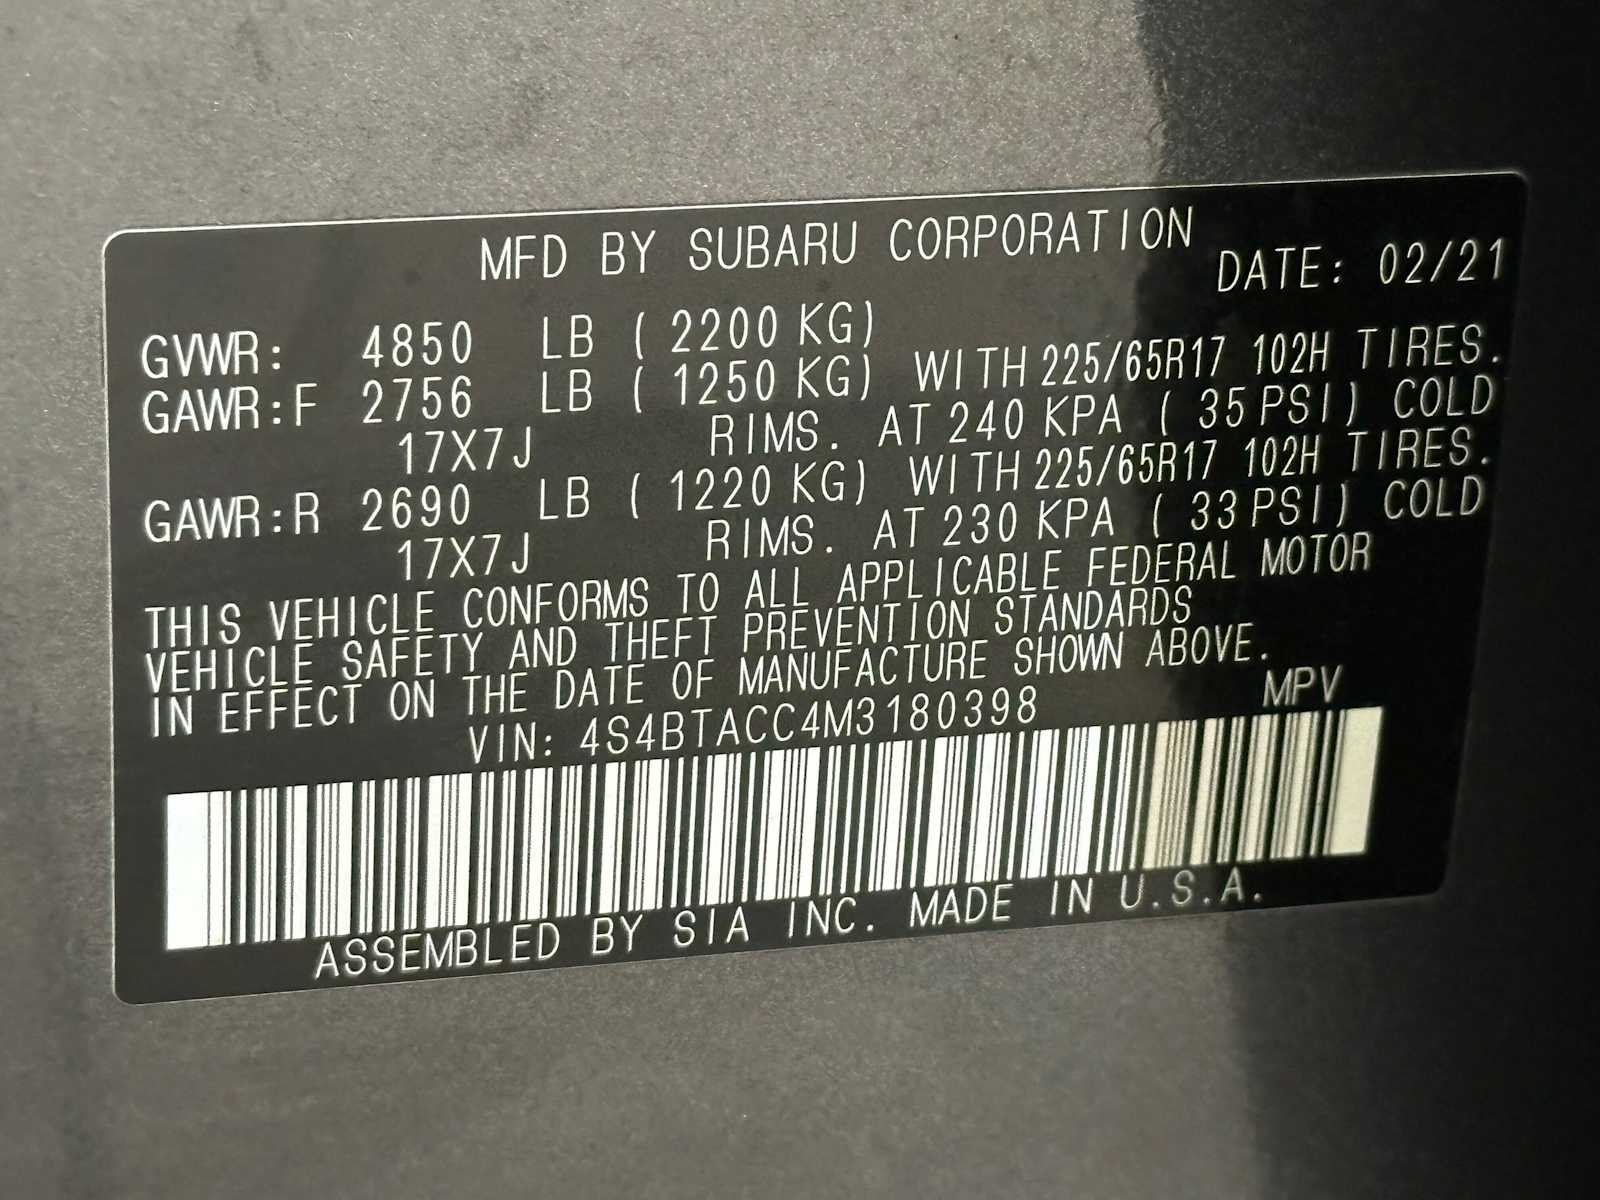 MFD BY SUBARU CORPORATION
DATE: 02/21
GVWR: 4850 LB ( 2200 KG)
GAWR:F 2756 LB ( 1250 KG) WITH 225/65R17 102H TIRES.
17X7J RIMS. AT 240 KPA ( 35 PSI) COLD
GAWR:R 2690 LB ( 1220 KG) WITH 225/65R17 102H TIRES.
17X7J RIMS. AT 230 KPA ( 33 PSI) COLD
THIS VEHICLE CONFORMS TO ALL APPLICABLE FEDERAL MOTOR
VEHICLE SAFETY AND THEFT PREVENTION STANDARDS
IN EFFECT ON THE DATE OF MANUFACTURE SHOWN ABOVE.
VIN: 4S4BTACC4M3180398 MPV
ASSEMBLED BY SIA INC. MADE IN U.S.A.